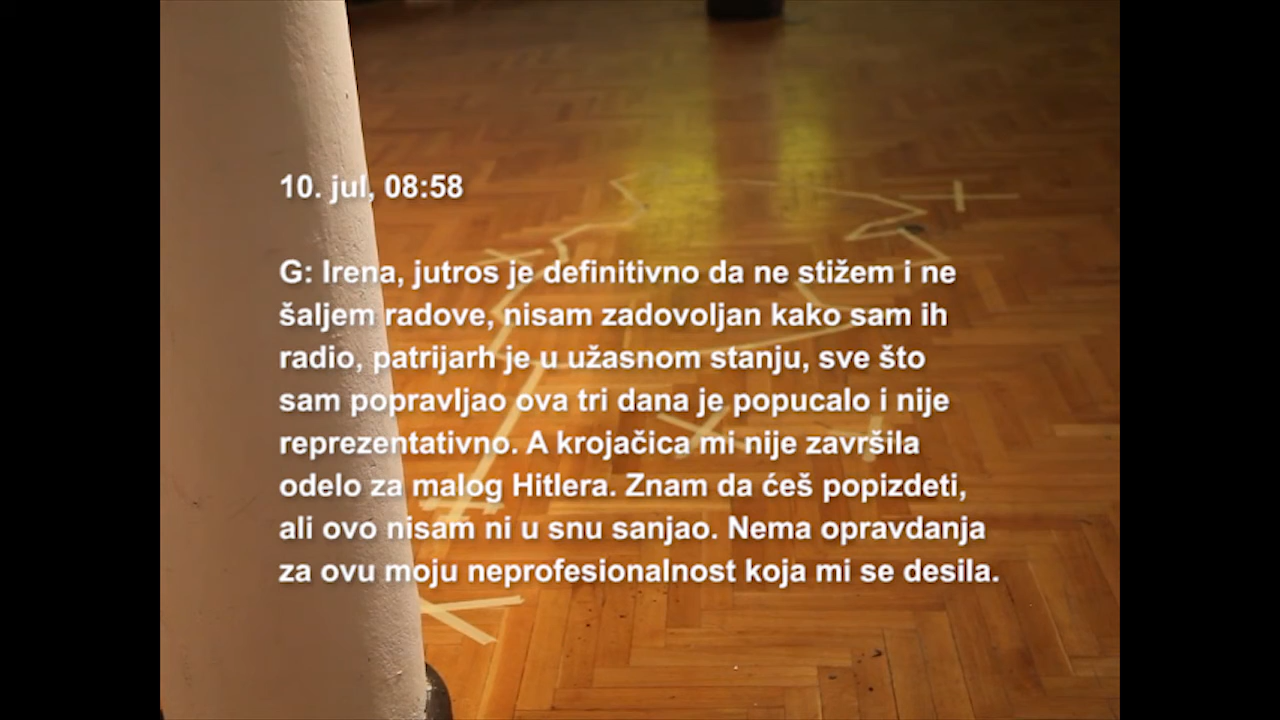 10. jul, 08:58
G: Irena, jutros je definitivno da ne stižem i ne
šaljem radove, nisam zadovoljan kako sam ih
radio, patrijarh je u užasnom stanju, sve što
sam popravljao ova tri dana je popucalo i nije
reprezentativno. A krojačica mi nije završila
odelo za malog Hitlera. Znam da ćeš popizdeti,
ali ovo nisam ni u snu sanjao. Nema opravdanja
za ovu moju neprofesionalnost koja mi se desila.